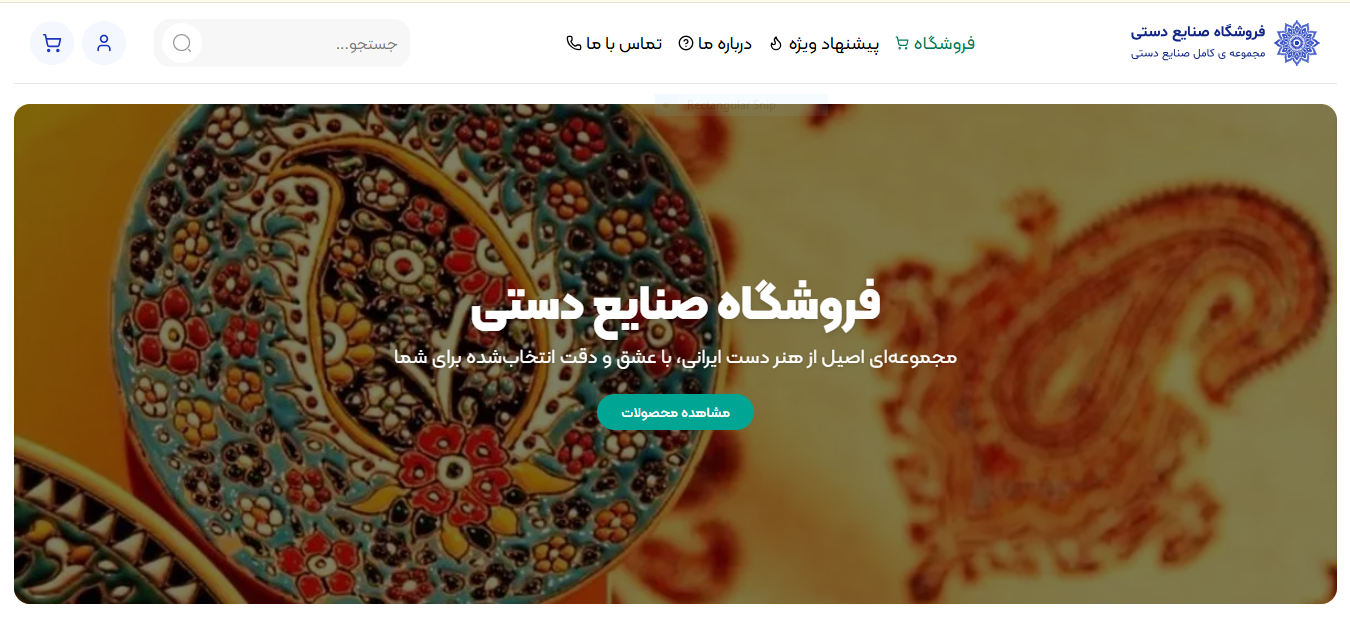 فروشگاه صنایع دستی
مجموعه ی کامل صنایع دستی
فروشگاه
پیشنهاد ویژه
درباره ما
تماس با ما
جستجو...
Rectangular Snip
فروشگاه صنایع دستی
مجموعه‌ای اصیل از هنر دست ایرانی، با عشق و دقت انتخاب‌شده برای شما
مشاهده محصولات